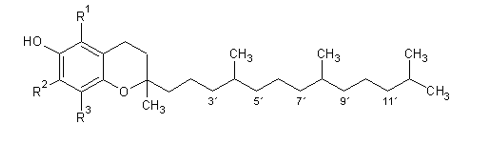 R¹
HO
CH₃ CH₃ CH₃
R² O CH₃ 3´ 5´ 7´ 9´ 11´ CH₃
R³